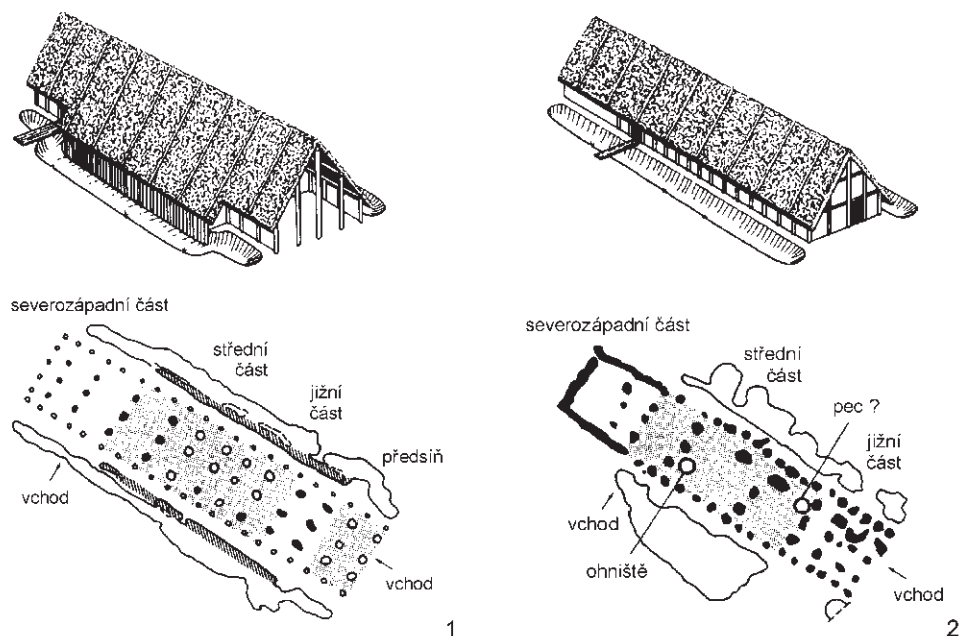 severozápadní část
střední
část
jižní
část
předsíň
vchod
vchod
1
severozápadní část
střední
část
pec ?
jižní
část
vchod
ohniště
vchod
2